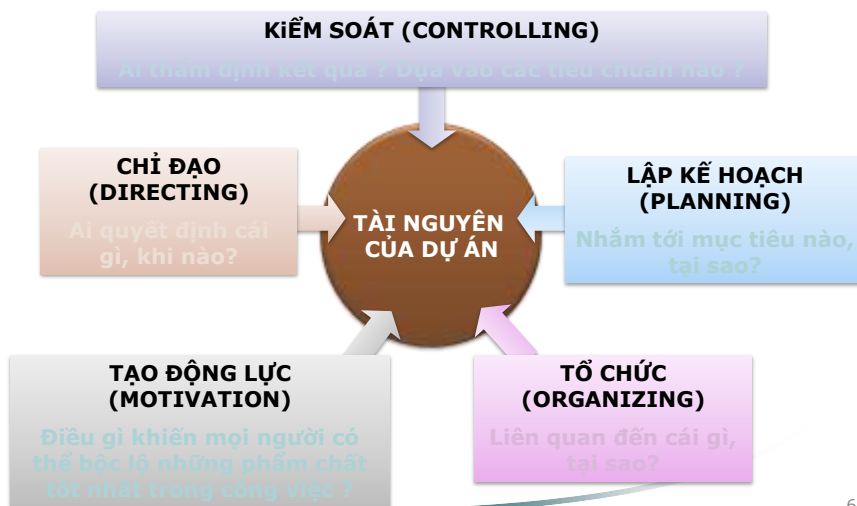 KiỂM SOÁT (CONTROLLING)
Ai thẩm định kết quả ? Dựa vào các tiêu chuẩn nào ?
CHỈ ĐẠO
(DIRECTING)
Ai quyết định cái
gì, khi nào?
LẬP KẾ HOẠCH
(PLANNING)
Nhắm tới mục tiêu nào,
tại sao?
TÀI NGUYÊN
CỦA DỰ ÁN
TẠO ĐỘNG LỰC
(MOTIVATION)
Điều gì khiến mọi người có
thể bộc lộ những phẩm chất
tốt nhất trong công việc ?
TỔ CHỨC
(ORGANIZING)
Liên quan đến cái gì,
tại sao?
6